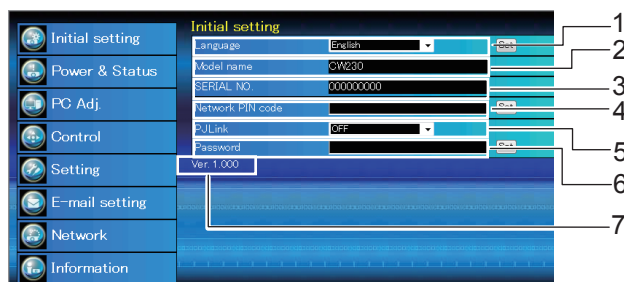 Initial setting
Power & Status
PC Adj.
Control
Setting
E-mail setting
Network
Information
Initial setting
Language English Set
Model name CW230
SERIAL NO. 000000000
Network PIN code Set
PJLink OFF
Password Set
Ver. 1.000
1
2
3
4
5
6
7